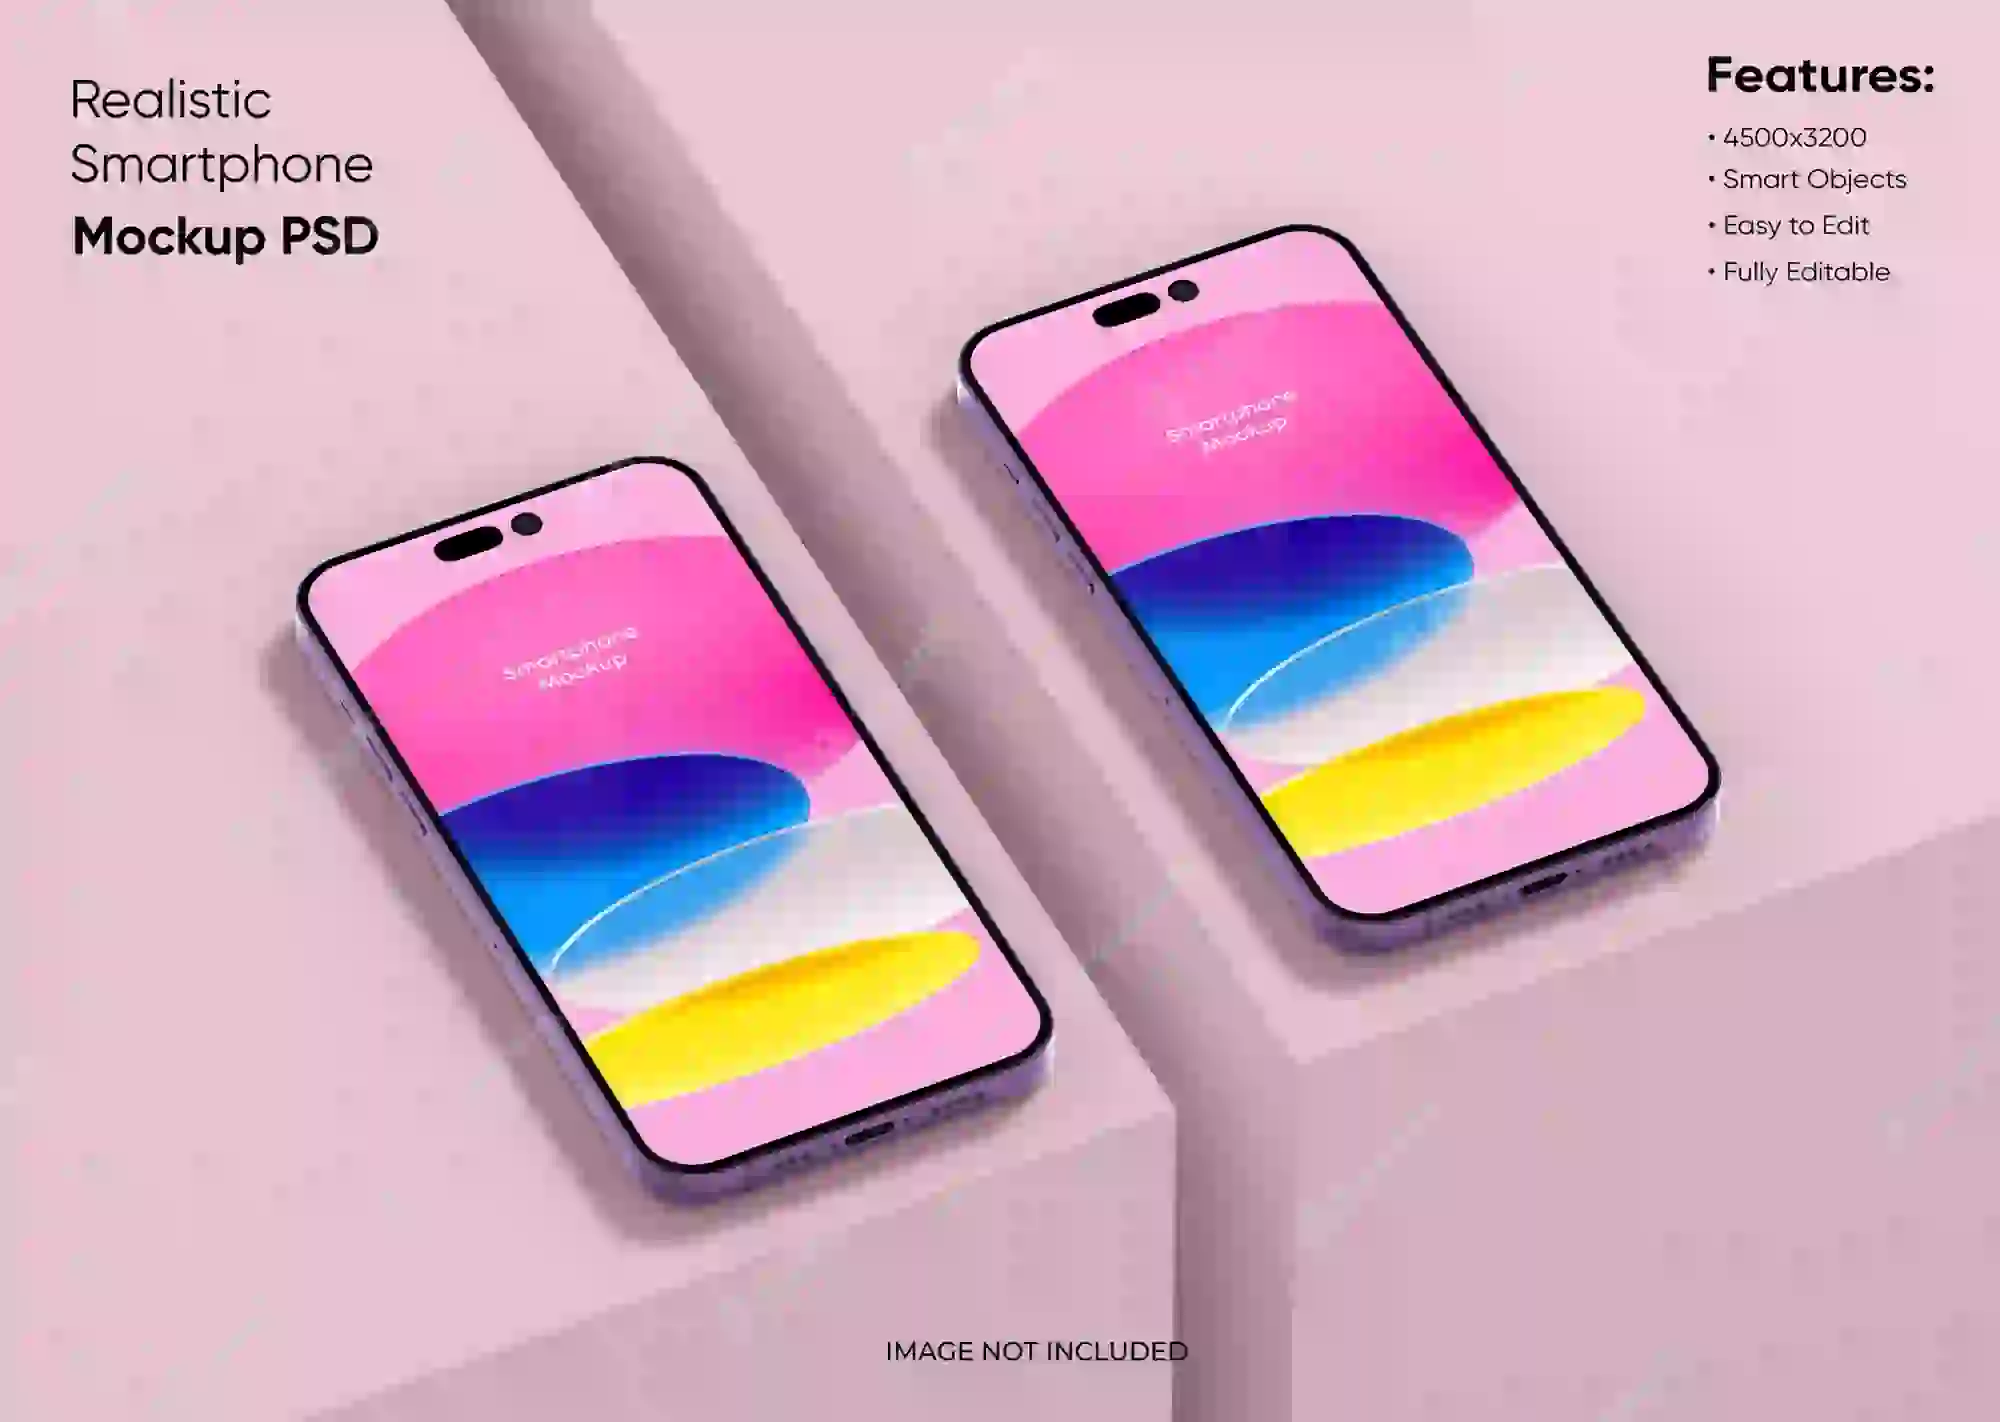 Realistic
Smartphone
Mockup PSD
Features:
• 4500x3200
• Smart Objects
• Easy to Edit
• Fully Editable
Smartphone
Mockup
Smartphone
Mockup
IMAGE NOT INCLUDED